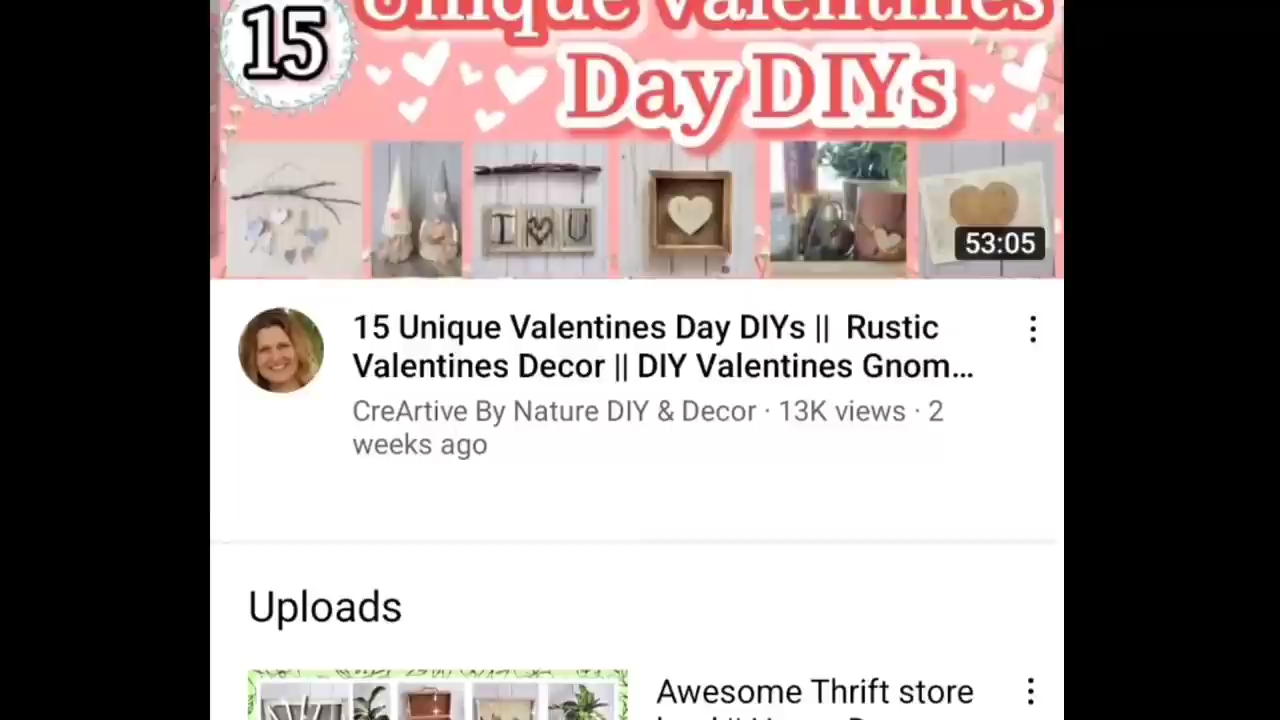 15
Unique Valentines
Day DIYs
I U
53:05
15 Unique Valentines Day DIYs || Rustic
Valentines Decor || DIY Valentines Gnom...
CreArtive By Nature DIY & Decor · 13K views · 2
weeks ago
Uploads
Awesome Thrift store